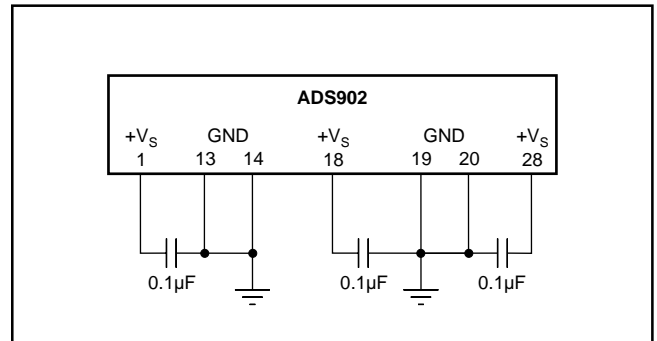 ADS902
+VS GND +VS GND +VS
1 13 14 18 19 20 28
0.1µF 0.1µF 0.1µF